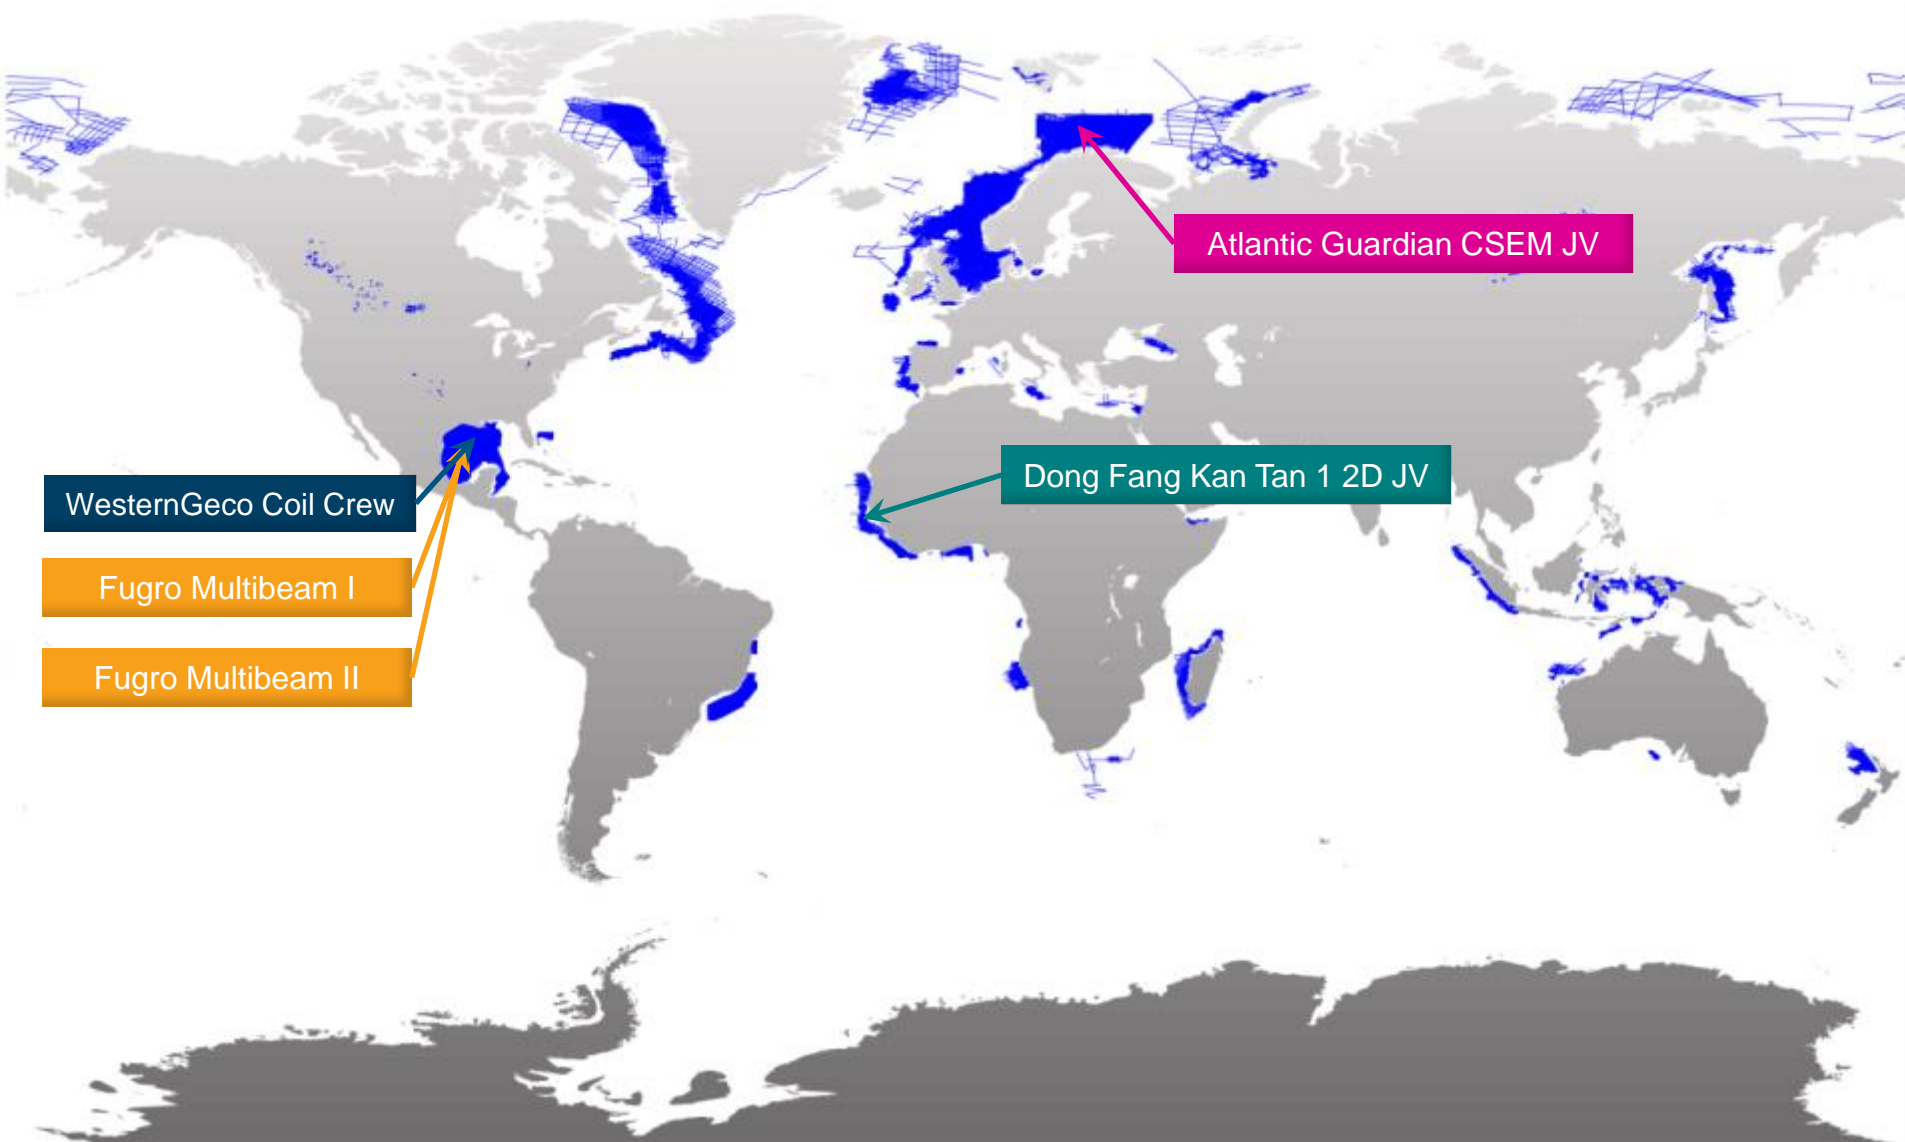 Atlantic Guardian CSEM JV
Dong Fang Kan Tan 1 2D JV
WesternGeco Coil Crew
Fugro Multibeam I
Fugro Multibeam II